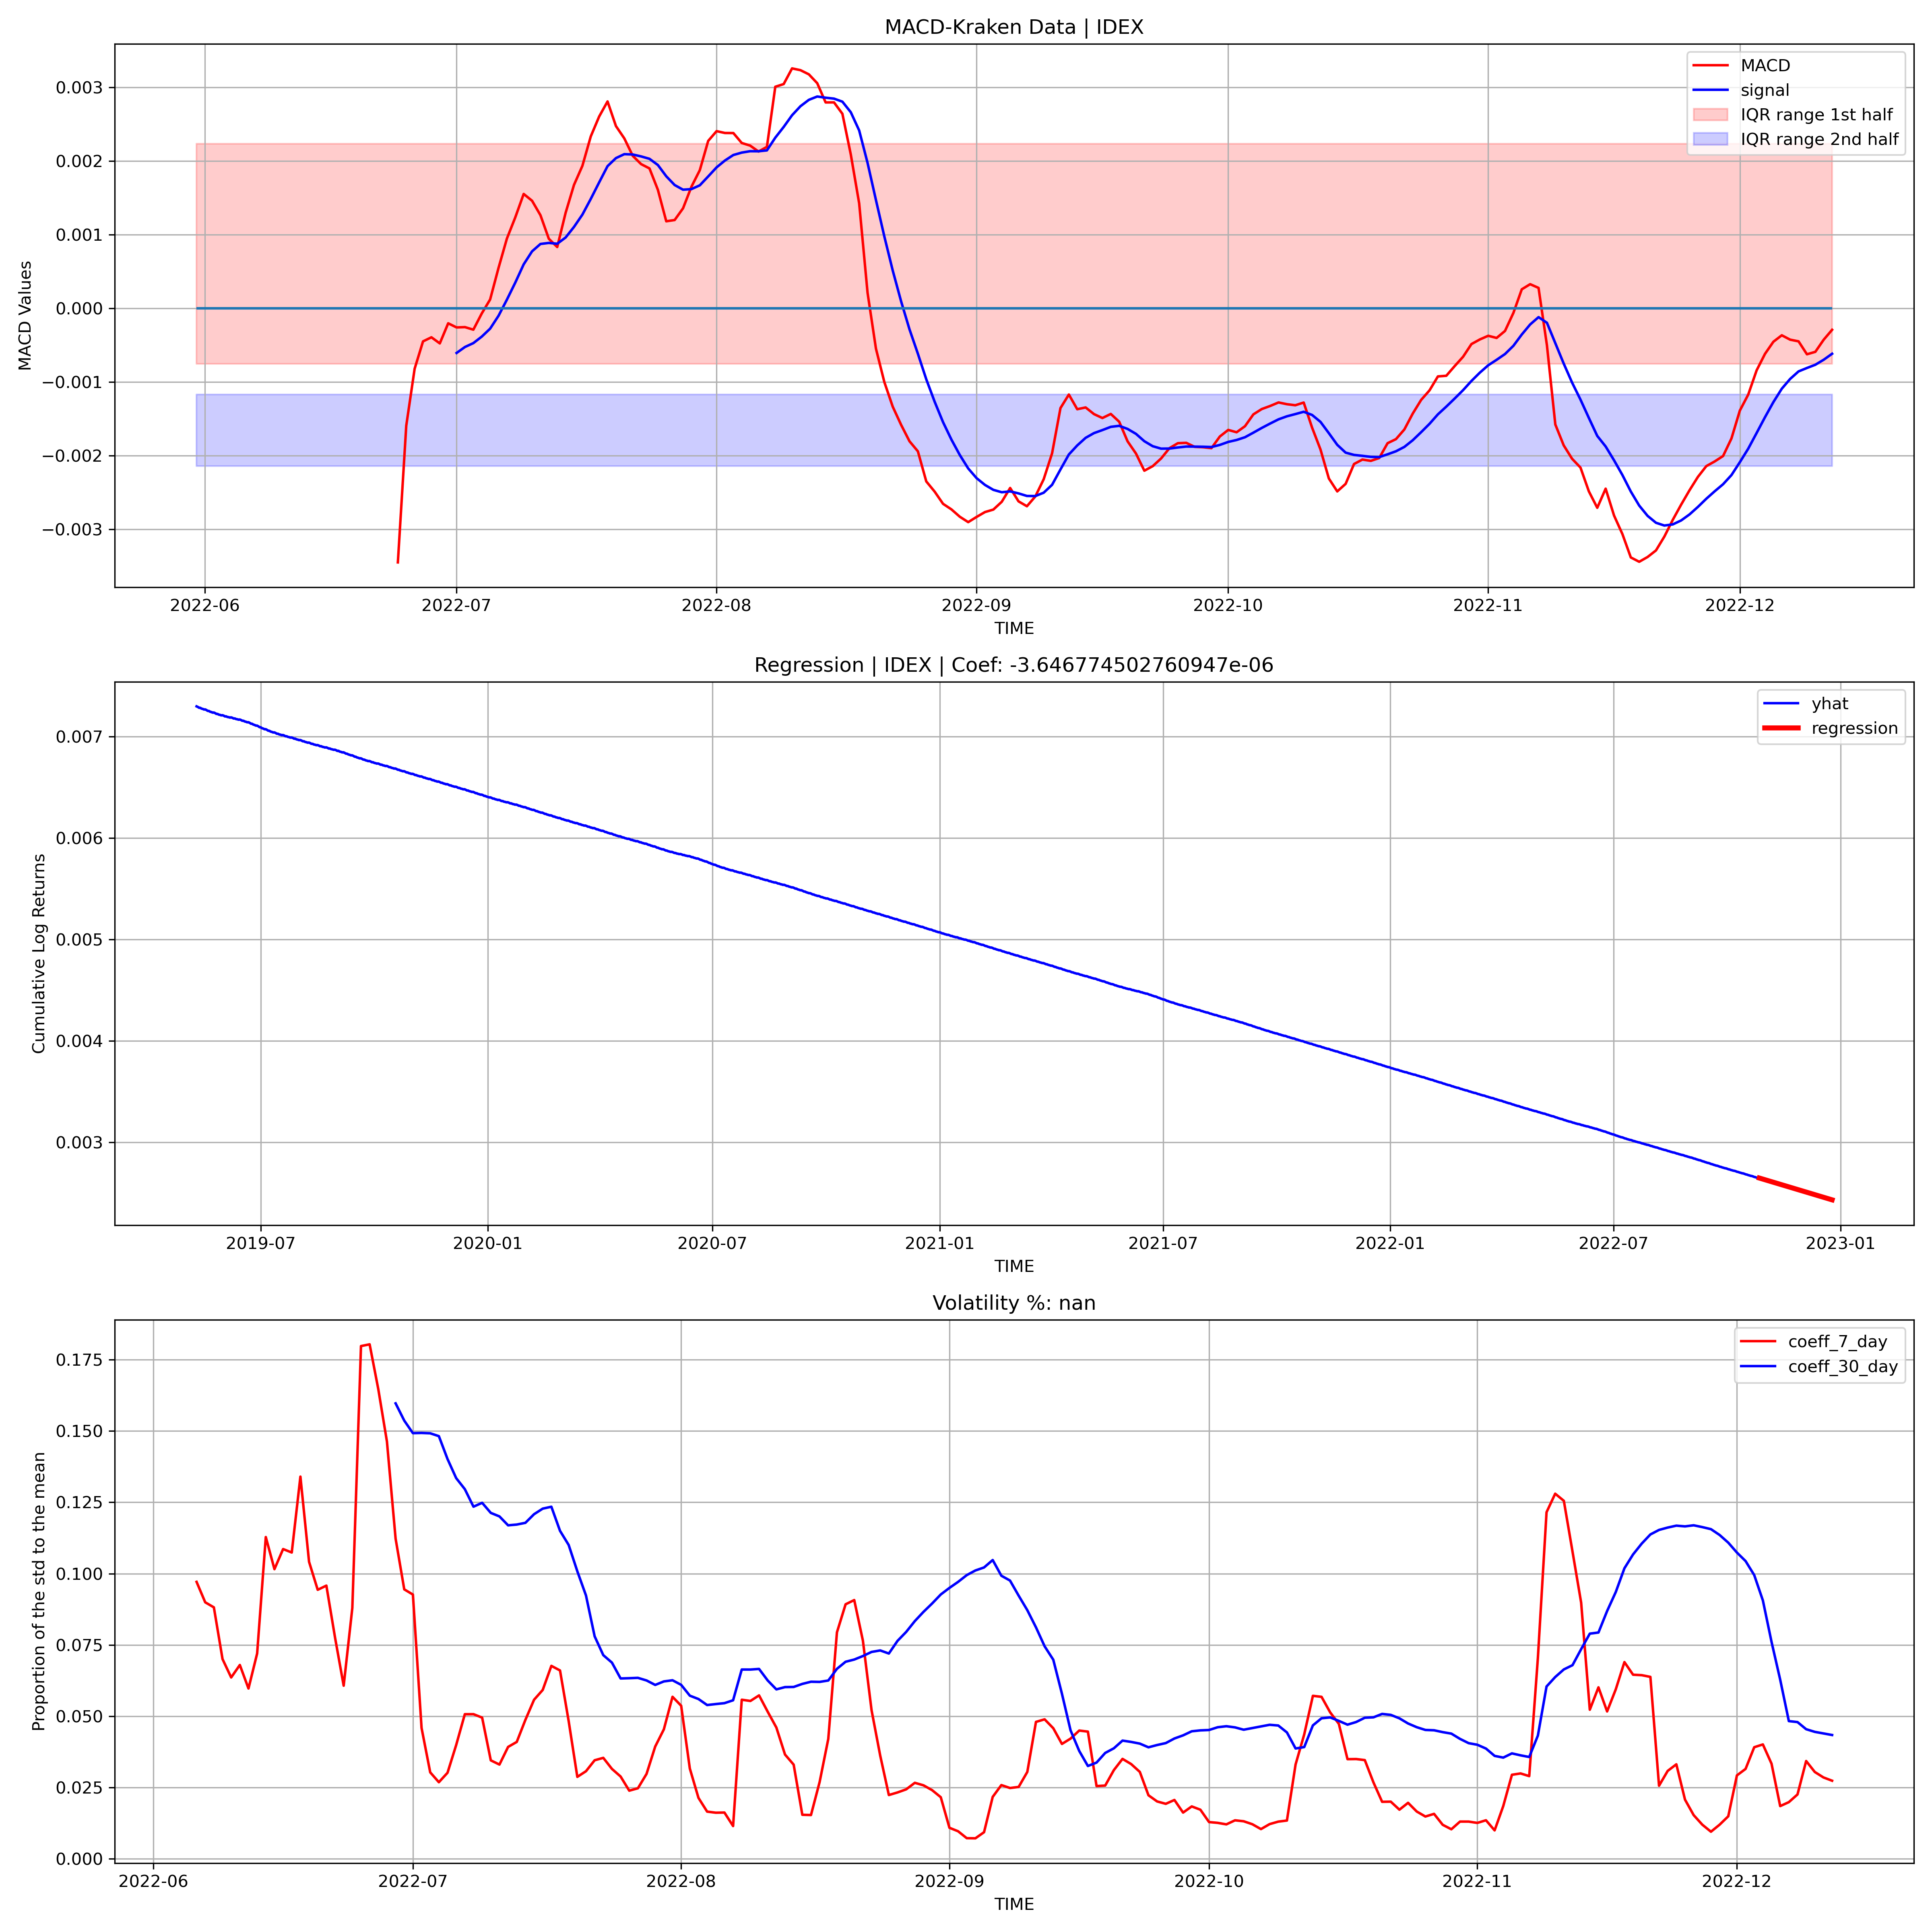 MACD-Kraken Data | IDEX
MACD Values
0.003
0.002
0.001
0.000
−0.001
−0.002
−0.003
MACD
signal
IQR range 1st half
IQR range 2nd half
2022-06 2022-07 2022-08 2022-09 2022-10 2022-11 2022-12
TIME
Regression | IDEX | Coef: -3.646774502760947e-06
Cumulative Log Returns
0.007
0.006
0.005
0.004
0.003
yhat
regression
2019-07 2020-01 2020-07 2021-01 2021-07 2022-01 2022-07 2023-01
TIME
Volatility %: nan
Proportion of the std to the mean
0.175
0.150
0.125
0.100
0.075
0.050
0.025
0.000
coeff_7_day
coeff_30_day
2022-06 2022-07 2022-08 2022-09 2022-10 2022-11 2022-12
TIME